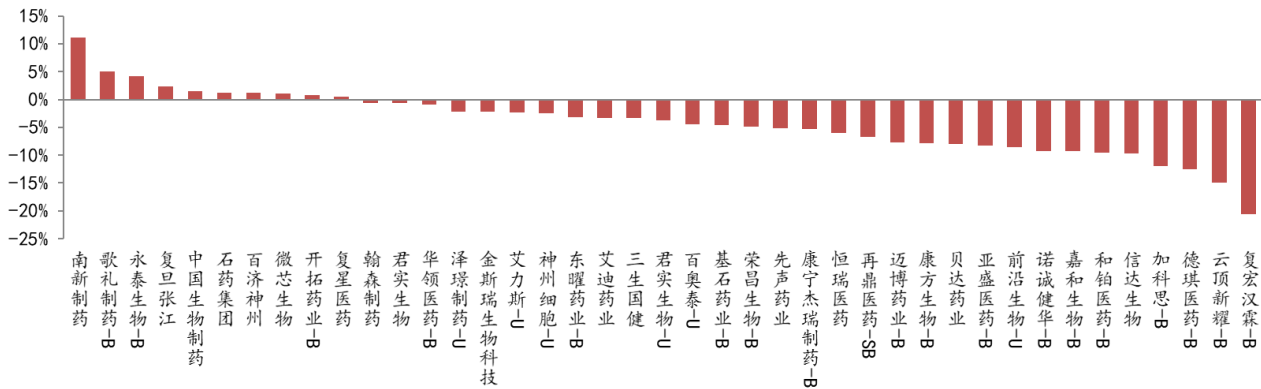 15%
10%
5%
0%
-5%
-10%
-15%
-20%
-25%
南新制药
歌礼制药-B
永泰生物-B
复旦张江
中国生物制药
石药集团
百济神州
微芯生物
开拓药业-B
复星医药
翰森制药
君实生物
华领医药-B
泽璟制药-U
金斯瑞生物科技
艾力斯-U
神州细胞-U
东曜药业-B
艾迪药业
三生国健
君实生物-U
百奥泰-U
基石药业-B
荣昌生物-B
先声药业
康宁杰瑞制药-B
恒瑞医药
再鼎医药-SB
迈博药业-B
康方生物-B
贝达药业
亚盛医药-B
前沿生物-U
诺诚健华-B
嘉和生物-B
和铂医药-B
信达生物
加科思-B
德琪医药-B
云顶新耀-B
复宏汉霖-B